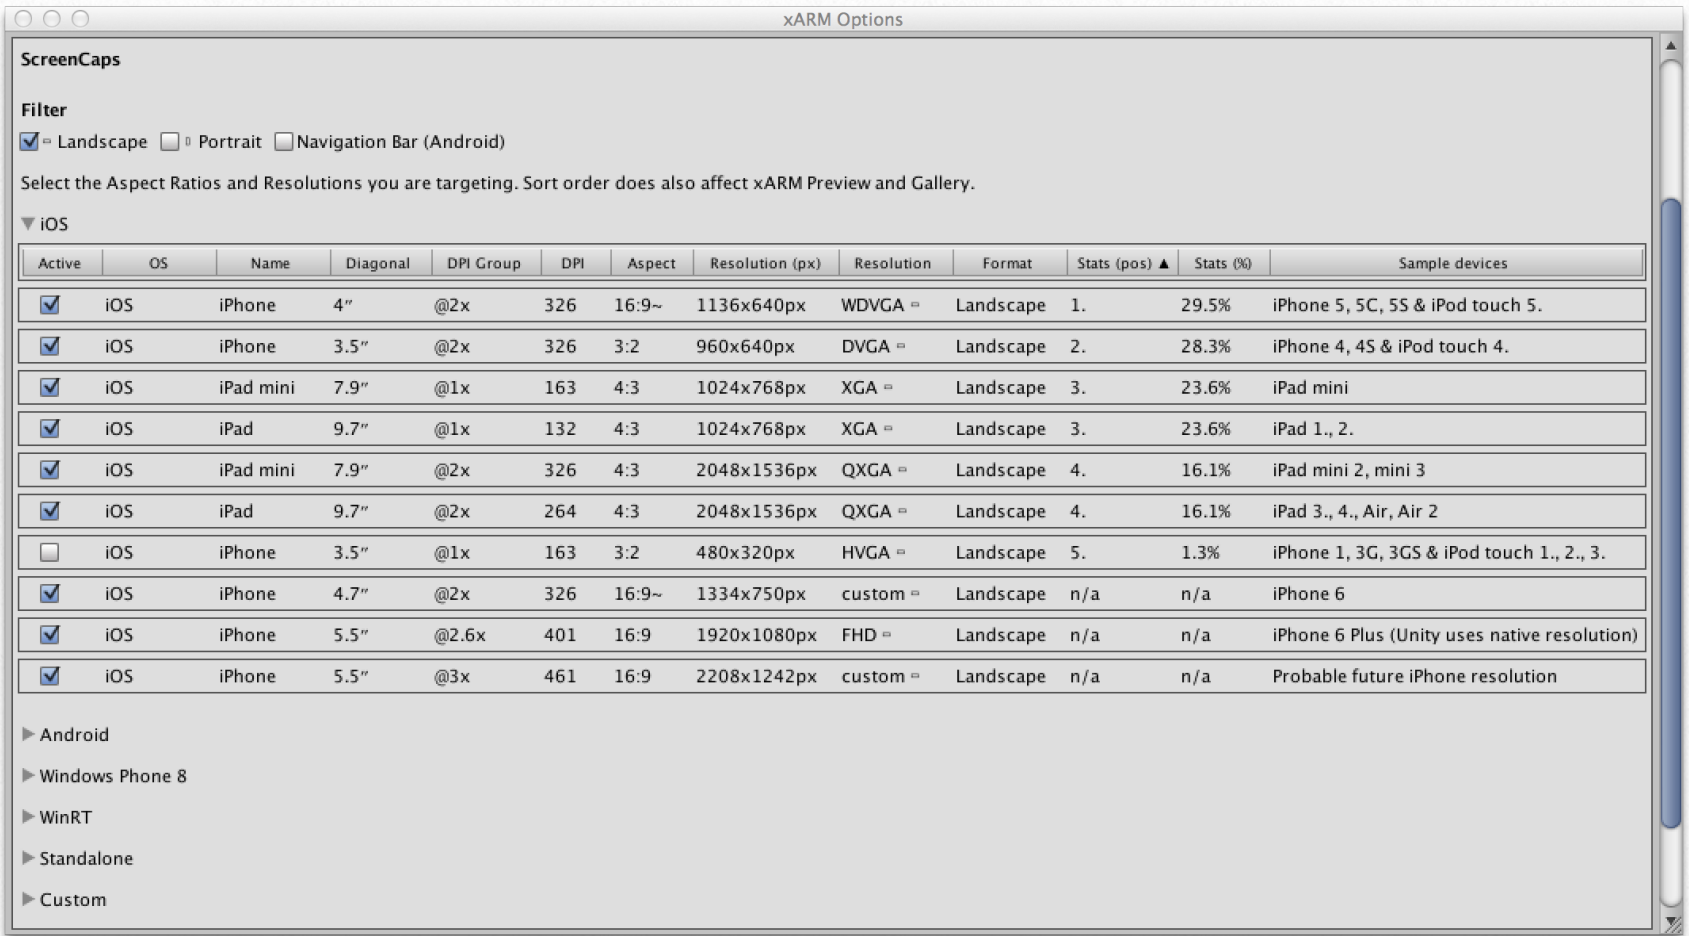 xARM Options
ScreenCaps
Filter
Landscape Portrait Navigation Bar (Android)
Select the Aspect Ratios and Resolutions you are targeting. Sort order does also affect xARM Preview and Gallery.
▼ iOS
Active OS Name Diagonal DPI Group DPI Aspect Resolution (px) Resolution Format Stats (pos) ▲ Stats (%) Sample devices
iOS iPhone 4″ @2x 326 16:9~ 1136x640px WDVGA Landscape 1. 29.5% iPhone 5, 5C, 5S & iPod touch 5.
iOS iPhone 3.5″ @2x 326 3:2 960x640px DVGA Landscape 2. 28.3% iPhone 4, 4S & iPod touch 4.
iOS iPad mini 7.9″ @1x 163 4:3 1024x768px XGA Landscape 3. 23.6% iPad mini
iOS iPad 9.7″ @1x 132 4:3 1024x768px XGA Landscape 3. 23.6% iPad 1., 2.
iOS iPad mini 7.9″ @2x 326 4:3 2048x1536px QXGA Landscape 4. 16.1% iPad mini 2, mini 3
iOS iPad 9.7″ @2x 264 4:3 2048x1536px QXGA Landscape 4. 16.1% iPad 3., 4., Air, Air 2
iOS iPhone 3.5″ @1x 163 3:2 480x320px HVGA Landscape 5. 1.3% iPhone 1, 3G, 3GS & iPod touch 1., 2., 3.
iOS iPhone 4.7″ @2x 326 16:9~ 1334x750px custom Landscape n/a n/a iPhone 6
iOS iPhone 5.5″ @2.6x 401 16:9 1920x1080px FHD Landscape n/a n/a iPhone 6 Plus (Unity uses native resolution)
iOS iPhone 5.5″ @3x 461 16:9 2208x1242px custom Landscape n/a n/a Probable future iPhone resolution
▶ Android
▶ Windows Phone 8
▶ WinRT
▶ Standalone
▶ Custom